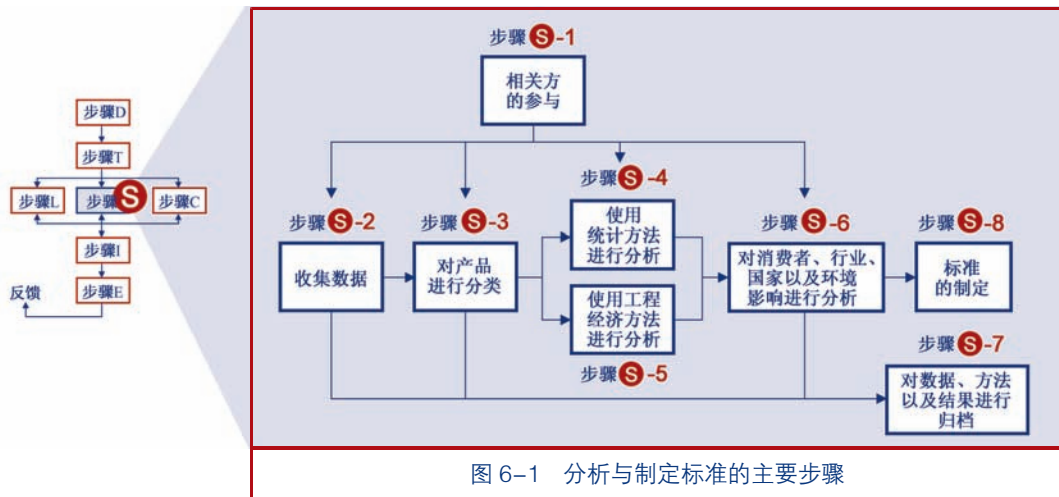 步骤D
步骤T
步骤L
步骤S
步骤C
步骤I
步骤E
反馈
步骤S-1
相关方
的参与
步骤S-2
收集数据
步骤S-3
对产品
进行分类
步骤S-4
使用
统计方法
进行分析
使用工程
经济方法
进行分析
步骤S-5
步骤S-6
对消费者、行业、
国家以及环境
影响进行分析
步骤S-8
标准
的制定
步骤S-7
对数据、方法
以及结果进行
归档
图 6-1 分析与制定标准的主要步骤